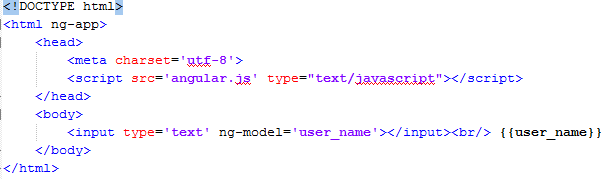 <!DOCTYPE html>
<html ng-app>
<head>
<meta charset='utf-8'>
<script src='angular.js' type="text/javascript"></script>
</head>
<body>
<input type='text' ng-model='user_name'></input><br/> {{user_name}}
</body>
</html>